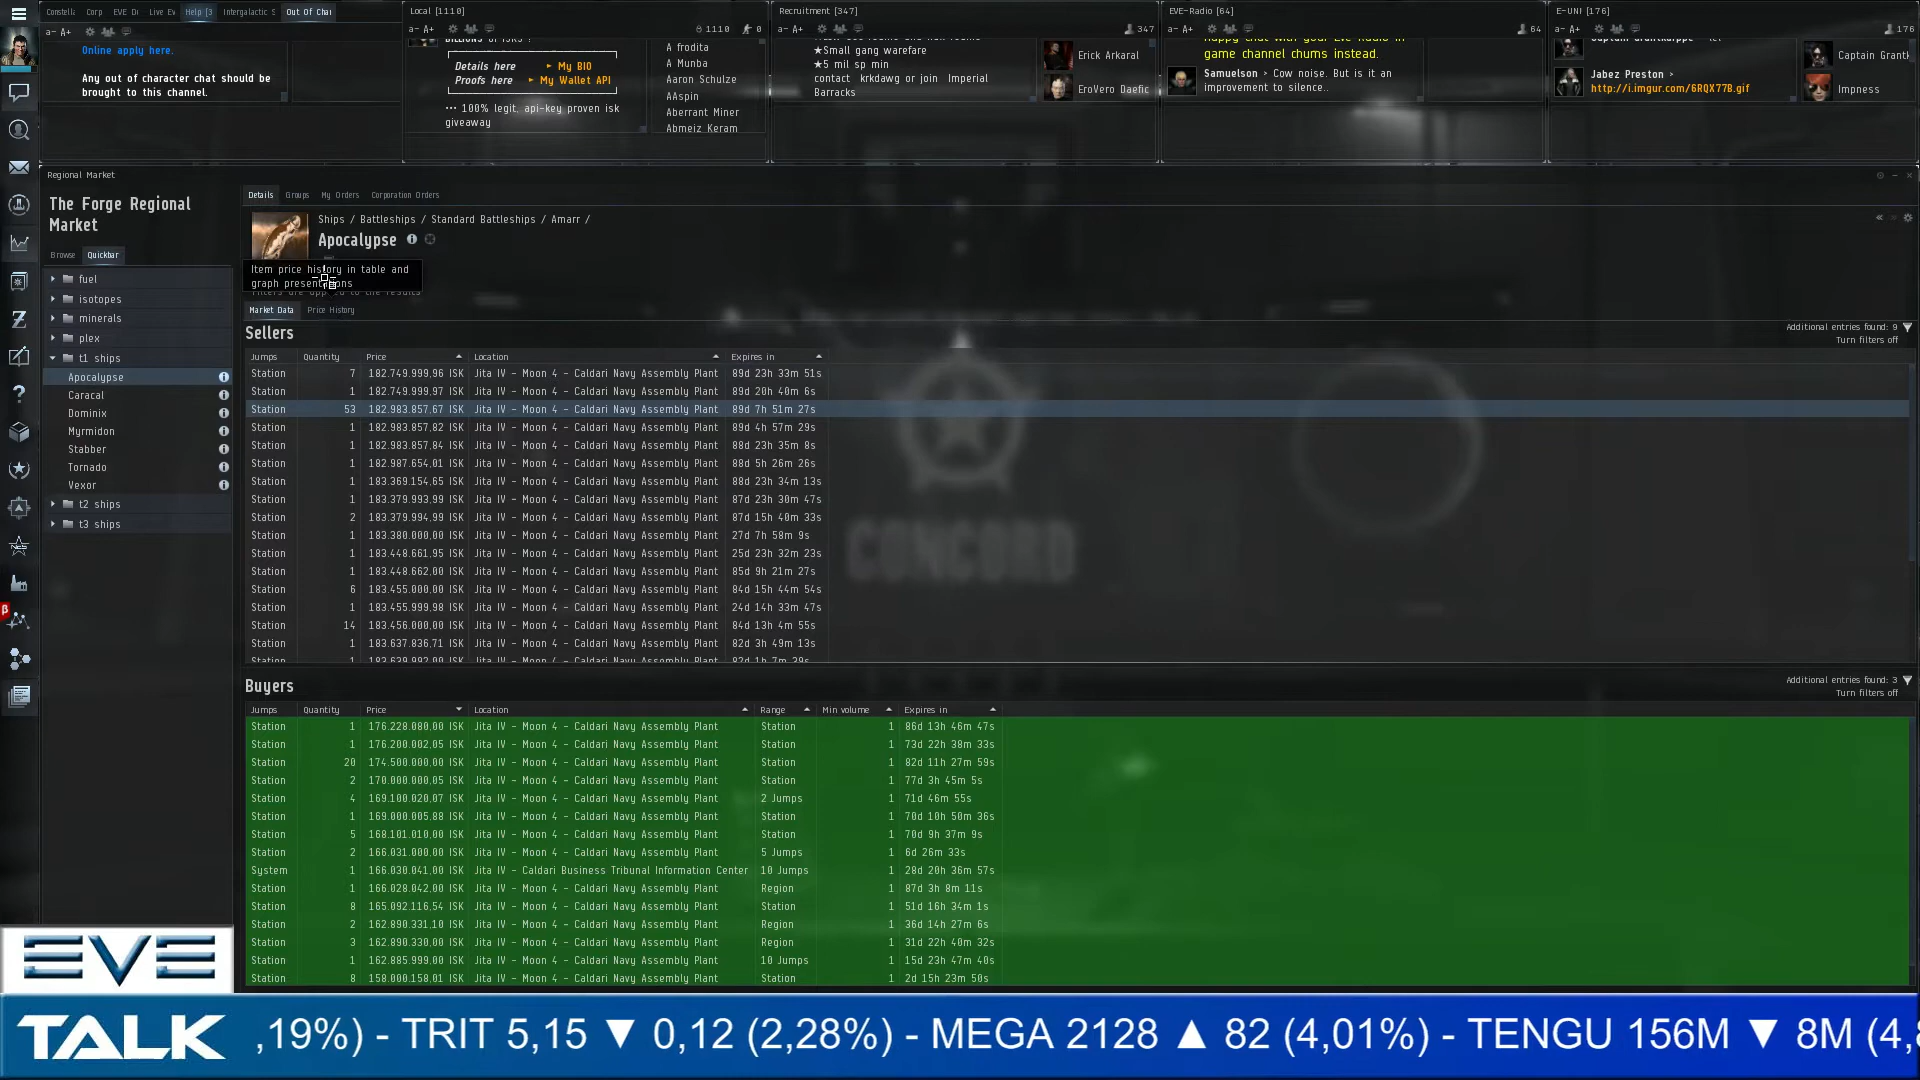 Constella
Corp
EVE D
Live Ev
Help [3
Intergalactic S
Out Of Cha
a- A+
Online apply here.
Any out of character chat should be
brought to this channel.
Local [1110]
a- A+
1110
0
Details here ▸ My BIO
Proofs here ▸ My Wallet API
••• 100% legit, api-key proven isk
giveaway
A frodita
A Munba
Aaron Schulze
AAspin
Aberrant Miner
Abmeiz Keram
Recruitment [347]
a- A+
347
★Small gang warefare
★5 mil sp min
contact krkdawg or join Imperial
Barracks
Erick Arkaral
EroVero Daefic
EVE-Radio [64]
a- A+
64
game channel chums instead.
Samuelson > Cow noise. But is it an
improvement to silence..
E-UNI [176]
a- A+
176
Jabez Preston >
http://i.imgur.com/6RQX77B.gif
Captain Grantk
Impness
Regional Market
The Forge Regional
Market
Browse
Quickbar
fuel
isotopes
minerals
plex
t1 ships
Apocalypse
Caracal
Dominix
Myrmidon
Stabber
Tornado
Vexor
t2 ships
t3 ships
Details
Groups
My Orders
Corporation Orders
Ships / Battleships / Standard Battleships / Amarr /
Apocalypse
Item price history in table and
graph presentations
Market Data
Price History
Sellers
Additional entries found: 9
Turn filters off
Jumps Quantity Price Location Expires in
Station 7 182.749.999,96 ISK Jita IV - Moon 4 - Caldari Navy Assembly Plant 89d 23h 33m 51s
Station 1 182.749.999,97 ISK Jita IV - Moon 4 - Caldari Navy Assembly Plant 89d 20h 40m 6s
Station 53 182.983.857,67 ISK Jita IV - Moon 4 - Caldari Navy Assembly Plant 89d 7h 51m 27s
Station 1 182.983.857,82 ISK Jita IV - Moon 4 - Caldari Navy Assembly Plant 89d 4h 57m 29s
Station 1 182.983.857,84 ISK Jita IV - Moon 4 - Caldari Navy Assembly Plant 88d 23h 35m 8s
Station 1 182.987.654,01 ISK Jita IV - Moon 4 - Caldari Navy Assembly Plant 88d 5h 26m 26s
Station 1 183.369.154,65 ISK Jita IV - Moon 4 - Caldari Navy Assembly Plant 88d 23h 34m 13s
Station 1 183.379.993,99 ISK Jita IV - Moon 4 - Caldari Navy Assembly Plant 87d 23h 30m 47s
Station 2 183.379.994,99 ISK Jita IV - Moon 4 - Caldari Navy Assembly Plant 87d 15h 40m 33s
Station 1 183.380.000,00 ISK Jita IV - Moon 4 - Caldari Navy Assembly Plant 27d 7h 58m 9s
Station 1 183.448.661,95 ISK Jita IV - Moon 4 - Caldari Navy Assembly Plant 25d 23h 32m 23s
Station 1 183.448.662,00 ISK Jita IV - Moon 4 - Caldari Navy Assembly Plant 85d 9h 21m 27s
Station 6 183.455.000,00 ISK Jita IV - Moon 4 - Caldari Navy Assembly Plant 84d 15h 44m 54s
Station 1 183.455.999,98 ISK Jita IV - Moon 4 - Caldari Navy Assembly Plant 24d 14h 33m 47s
Station 14 183.456.000,00 ISK Jita IV - Moon 4 - Caldari Navy Assembly Plant 84d 13h 4m 55s
Station 1 183.637.836,71 ISK Jita IV - Moon 4 - Caldari Navy Assembly Plant 82d 3h 49m 13s
Station 1 183.639.992,00 ISK Jita IV - Moon 4 - Caldari Navy Assembly Plant 82d 1h 7m 39s
CONCORD
Buyers
Additional entries found: 3
Turn filters off
Jumps Quantity Price Location Range Min volume Expires in
Station 1 176.228.080,00 ISK Jita IV - Moon 4 - Caldari Navy Assembly Plant Station 1 86d 13h 46m 47s
Station 1 176.200.002,05 ISK Jita IV - Moon 4 - Caldari Navy Assembly Plant Station 1 73d 22h 38m 33s
Station 20 174.500.000,00 ISK Jita IV - Moon 4 - Caldari Navy Assembly Plant Station 1 82d 11h 27m 59s
Station 2 170.000.000,05 ISK Jita IV - Moon 4 - Caldari Navy Assembly Plant Station 1 77d 3h 45m 5s
Station 4 169.100.020,07 ISK Jita IV - Moon 4 - Caldari Navy Assembly Plant 2 Jumps 1 71d 46m 55s
Station 1 169.000.005,88 ISK Jita IV - Moon 4 - Caldari Navy Assembly Plant Station 1 70d 10h 50m 36s
Station 5 168.101.010,00 ISK Jita IV - Moon 4 - Caldari Navy Assembly Plant Station 1 70d 9h 37m 9s
Station 2 166.031.000,00 ISK Jita IV - Moon 4 - Caldari Navy Assembly Plant 5 Jumps 1 6d 26m 33s
System 1 166.030.041,00 ISK Jita IV - Caldari Business Tribunal Information Center 10 Jumps 1 28d 20h 36m 57s
Station 1 166.028.042,00 ISK Jita IV - Moon 4 - Caldari Navy Assembly Plant Region 1 87d 3h 8m 11s
Station 8 165.092.116,54 ISK Jita IV - Moon 4 - Caldari Navy Assembly Plant Station 1 51d 16h 34m 1s
Station 2 162.890.331,10 ISK Jita IV - Moon 4 - Caldari Navy Assembly Plant Region 1 36d 14h 27m 6s
Station 3 162.890.330,00 ISK Jita IV - Moon 4 - Caldari Navy Assembly Plant Region 1 31d 22h 40m 32s
Station 1 162.885.999,00 ISK Jita IV - Moon 4 - Caldari Navy Assembly Plant 10 Jumps 1 15d 23h 47m 40s
Station 8 158.000.158,01 ISK Jita IV - Moon 4 - Caldari Navy Assembly Plant Station 1 2d 15h 23m 50s
EVE
TALK
,19%) - TRIT 5,15 ▼ 0,12 (2,28%) - MEGA 2128 ▲ 82 (4,01%) - TENGU 156M ▼ 8M (4,8